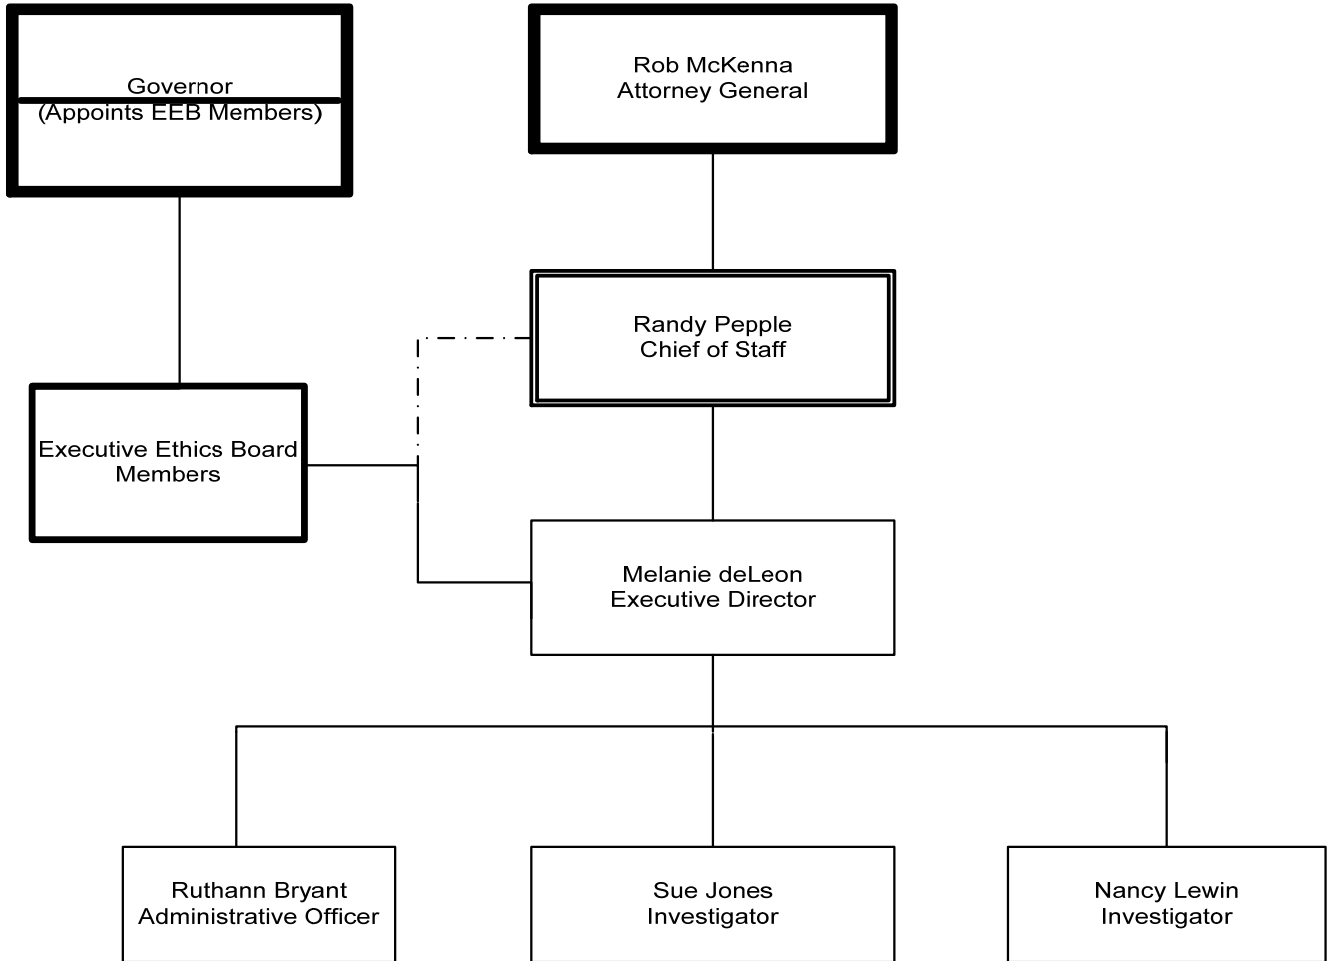 Governor
(Appoints EEB Members)
Rob McKenna
Attorney General
Randy Pepple
Chief of Staff
Executive Ethics Board
Members
Melanie deLeon
Executive Director
Ruthann Bryant
Administrative Officer
Sue Jones
Investigator
Nancy Lewin
Investigator